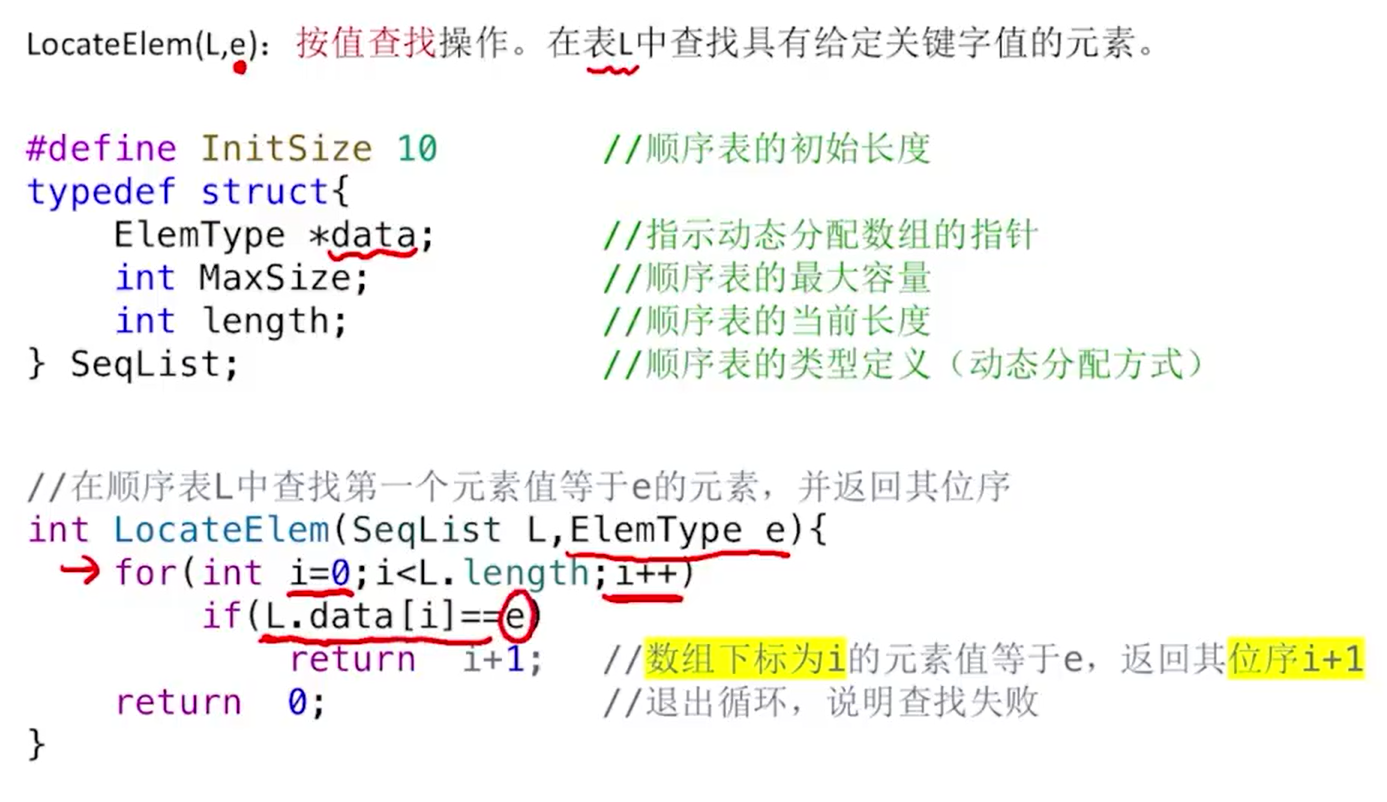 LocateElem(L,e)：按值查找操作。在表L中查找具有给定关键字值的元素。
#define InitSize 10 //顺序表的初始长度
typedef struct{
ElemType *data; //指示动态分配数组的指针
int MaxSize; //顺序表的最大容量
int length; //顺序表的当前长度
} SeqList; //顺序表的类型定义（动态分配方式）
//在顺序表L中查找第一个元素值等于e的元素，并返回其位序
int LocateElem(SeqList L,ElemType e){
for(int i=0;i<L.length;i++)
if(L.data[i]==e)
return i+1; //数组下标为i的元素值等于e，返回其位序i+1
return 0; //退出循环，说明查找失败
}